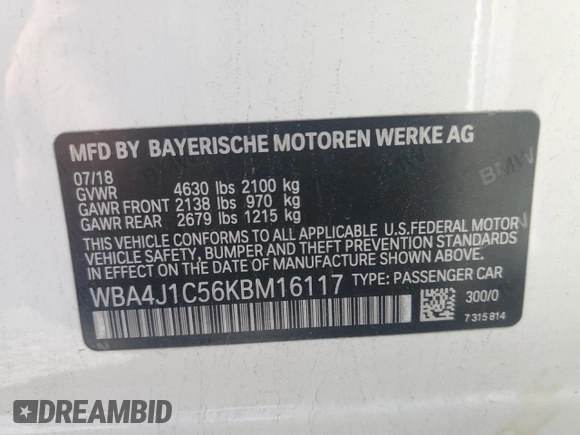 MFD BY BAYERISCHE MOTOREN WERKE AG
07/18
GVWR 4630 lbs 2100 kg
GAWR FRONT 2138 lbs 970 kg
GAWR REAR 2679 lbs 1215 kg
THIS VEHICLE CONFORMS TO ALL APPLICABLE U.S.FEDERAL MOTOR
VEHICLE SAFETY, BUMPER AND THEFT PREVENTION
STANDARDS IN EFFECT ON THE DATE OF MANUFACTURE SHOWN ABOVE.
WBA4J1C56KBM16117 TYPE: PASSENGER CAR
300/0
7 315 814
BMW
DREAMBID